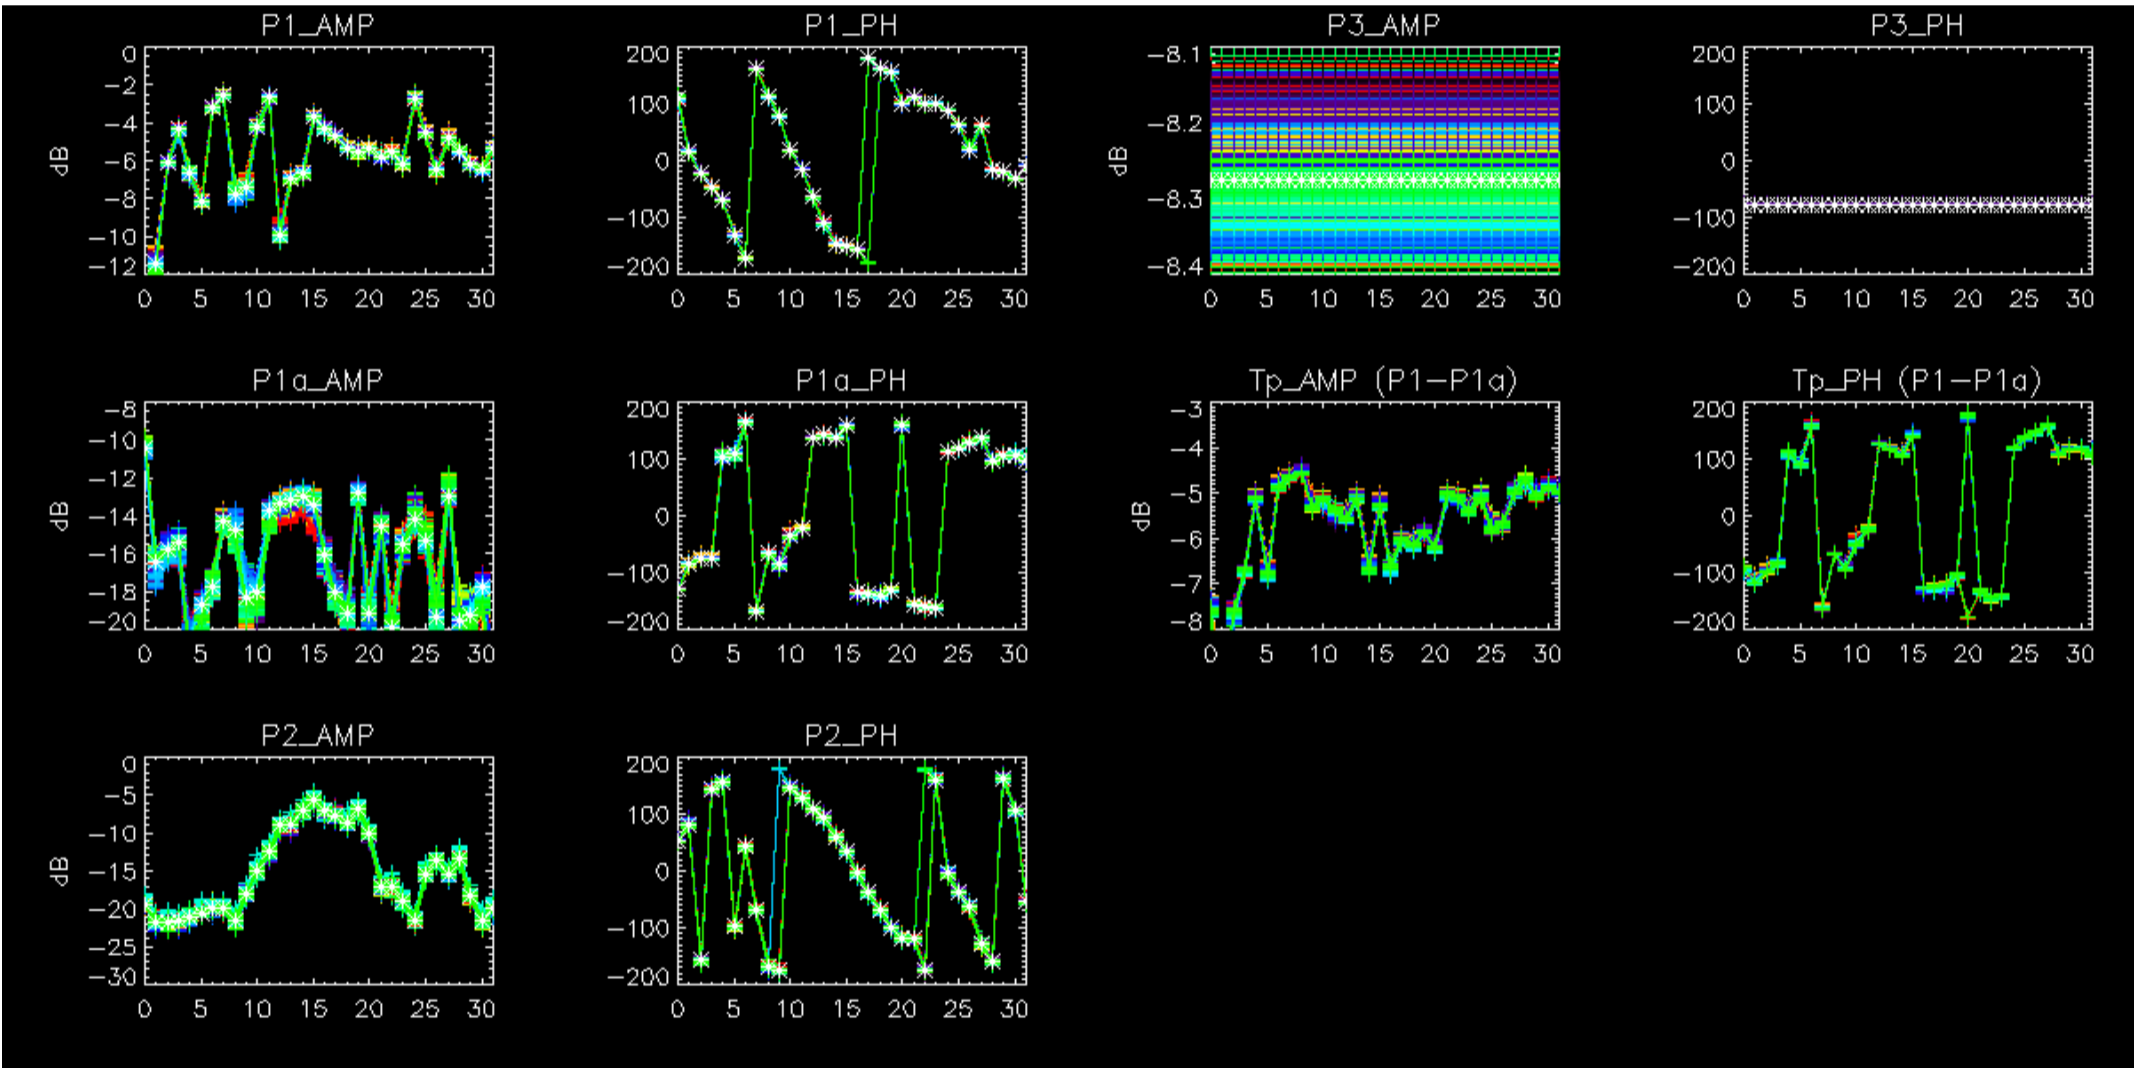 P1_AMP
dB
0
-2
-4
-6
-8
-10
-12
0 5 10 15 20 25 30
P1_PH
200
100
0
-100
-200
0 5 10 15 20 25 30
P3_AMP
dB
-8.1
-8.2
-8.3
-8.4
0 5 10 15 20 25 30
P3_PH
200
100
0
-100
-200
0 5 10 15 20 25 30
P1a_AMP
dB
-8
-10
-12
-14
-16
-18
-20
0 5 10 15 20 25 30
P1a_PH
200
100
0
-100
-200
0 5 10 15 20 25 30
Tp_AMP (P1-P1a)
dB
-3
-4
-5
-6
-7
-8
0 5 10 15 20 25 30
Tp_PH (P1-P1a)
200
100
0
-100
-200
0 5 10 15 20 25 30
P2_AMP
dB
0
-5
-10
-15
-20
-25
-30
0 5 10 15 20 25 30
P2_PH
200
100
0
-100
-200
0 5 10 15 20 25 30